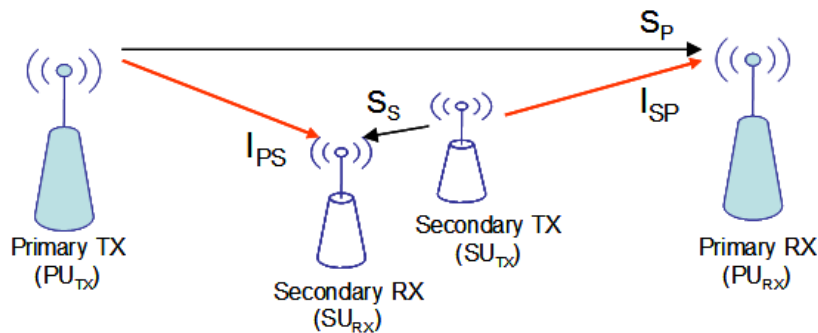 S_P
S_S
I_SP
I_PS
Primary TX
(PU_TX)
Secondary RX
(SU_RX)
Secondary TX
(SU_TX)
Primary RX
(PU_RX)